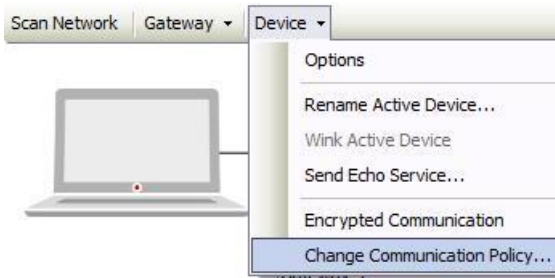 Scan Network Gateway Device
Options
Rename Active Device...
Wink Active Device
Send Echo Service...
Encrypted Communication
Change Communication Policy...